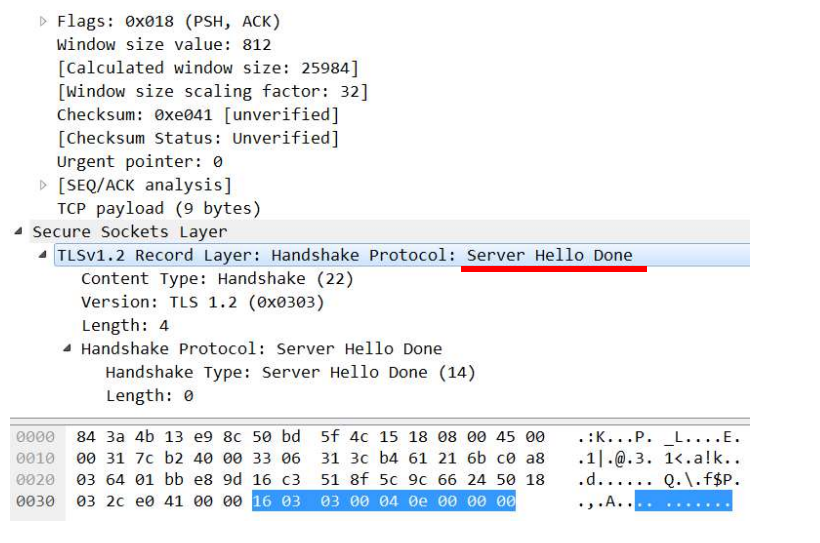 Flags: 0x018 (PSH, ACK)
Window size value: 812
[Calculated window size: 25984]
[Window size scaling factor: 32]
Checksum: 0xe041 [unverified]
[Checksum Status: Unverified]
Urgent pointer: 0
[SEQ/ACK analysis]
TCP payload (9 bytes)
Secure Sockets Layer
TLSv1.2 Record Layer: Handshake Protocol: Server Hello Done
Content Type: Handshake (22)
Version: TLS 1.2 (0x0303)
Length: 4
Handshake Protocol: Server Hello Done
Handshake Type: Server Hello Done (14)
Length: 0
0000 84 3a 4b 13 e9 8c 50 bd 5f 4c 15 18 08 00 45 00 .:K...P. _L....E.
0010 00 31 7c b2 40 00 33 06 31 3c b4 61 21 6b c0 a8 .1|.@.3. 1<.a!k..
0020 03 64 01 bb e8 9d 16 c3 51 8f 5c 9c 66 24 50 18 .d...... Q.\.f$P.
0030 03 2c e0 41 00 00 16 03 03 00 04 0e 00 00 00 .,.A.... .......